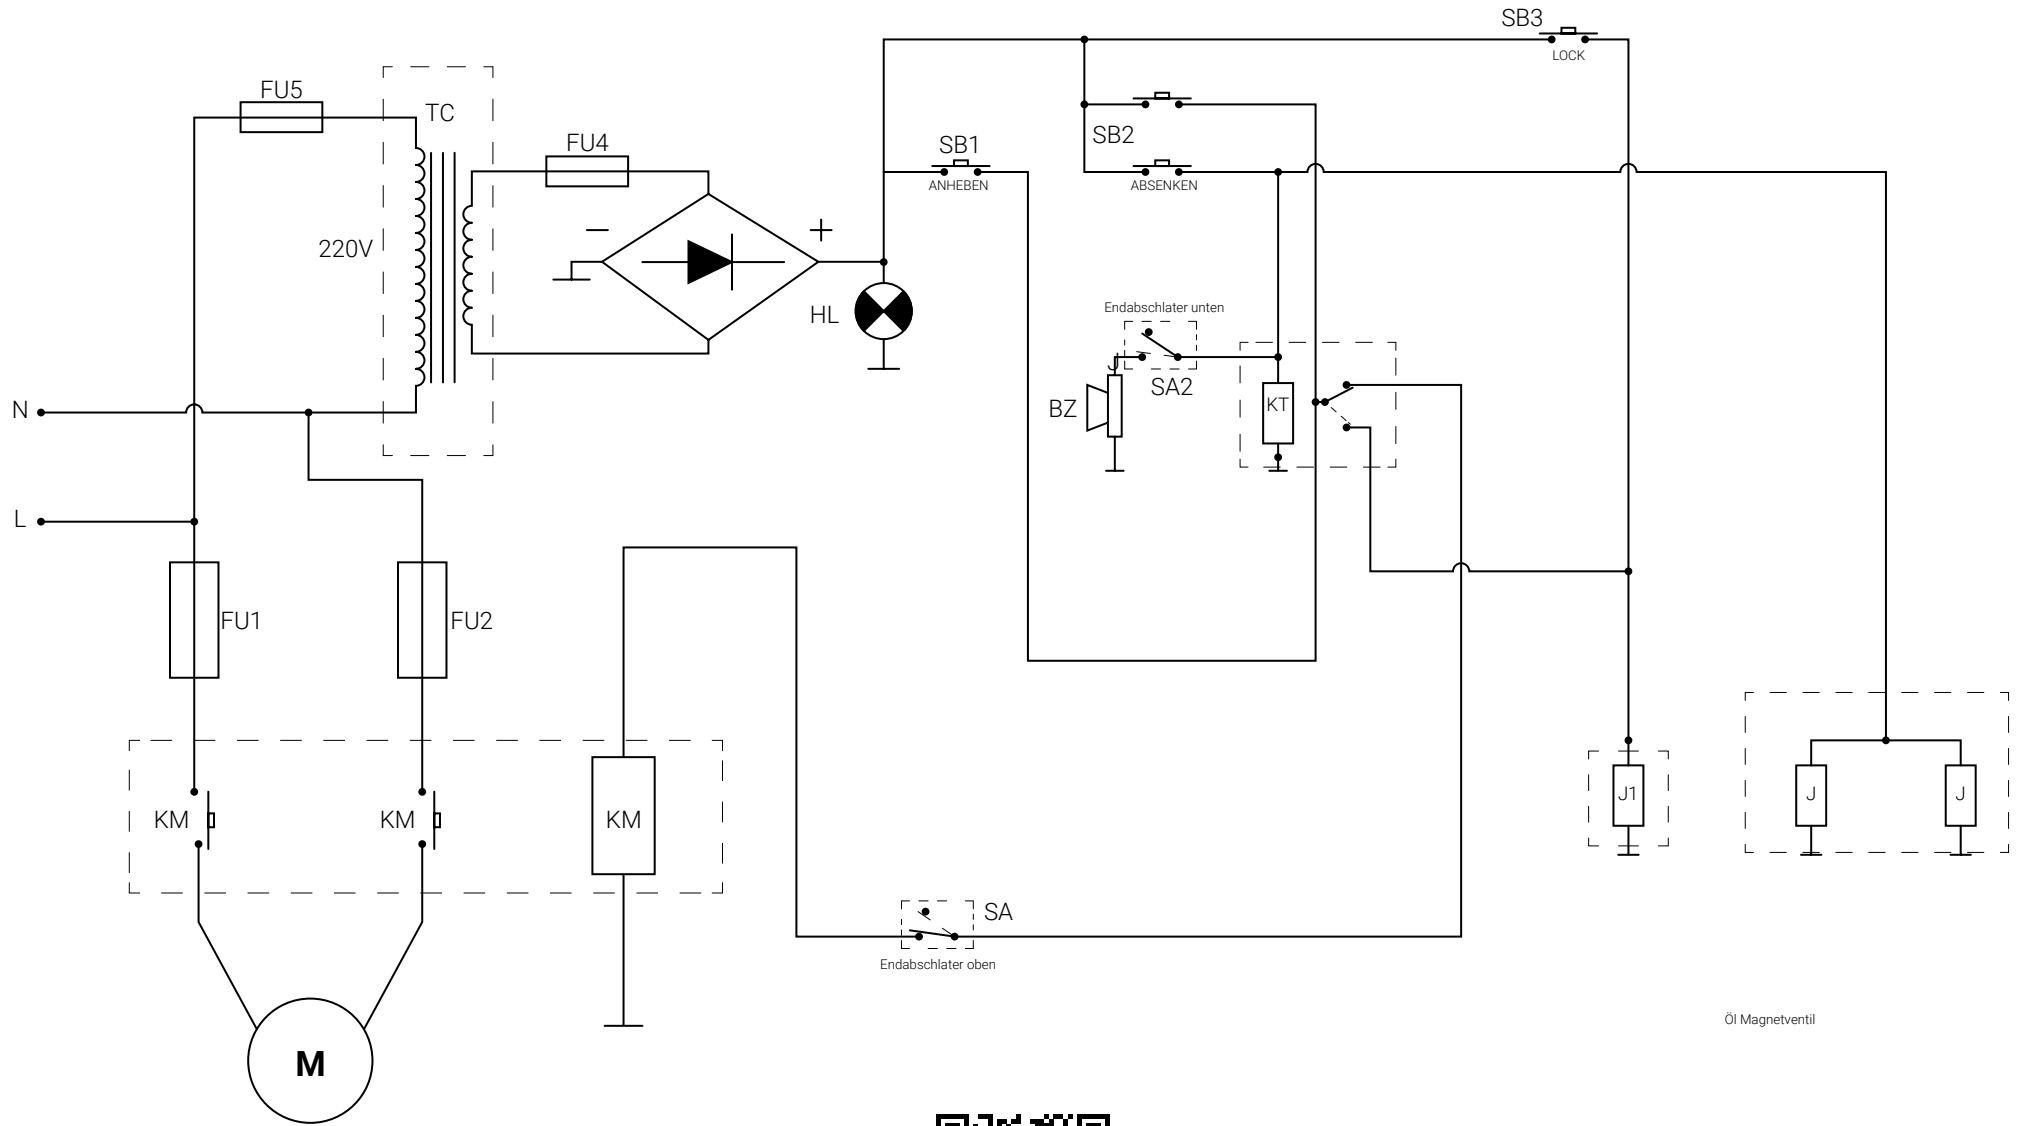 SB3
LOCK
FU5
TC
FU4
SB1
ANHEBEN
SB2
ABSENKEN
220V
−
+
HL
Endabschlater unten
SA2
J
BZ
KT
N
L
FU1
FU2
KM
KM
KM
J1
J
J
SA
Endabschlater oben
Öl Magnetventil
M